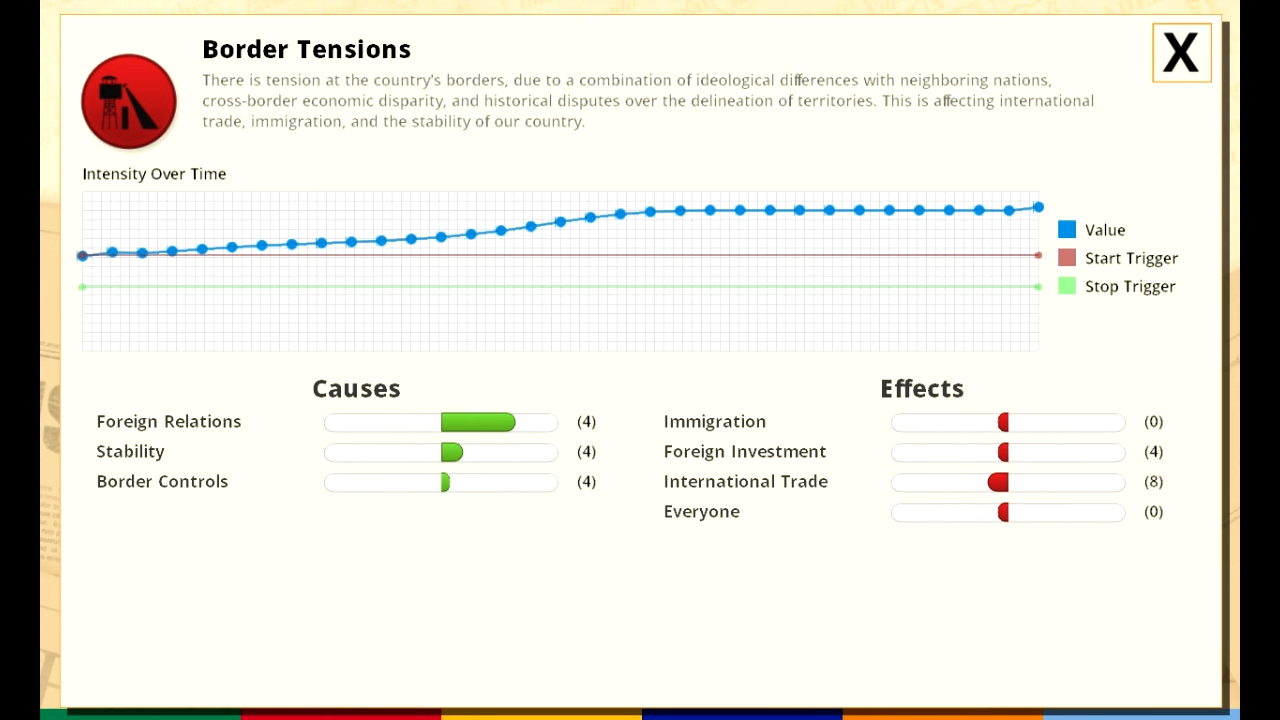 Border Tensions
X
There is tension at the country's borders, due to a combination of ideological differences with neighboring nations,
cross-border economic disparity, and historical disputes over the delineation of territories. This is affecting international
trade, immigration, and the stability of our country.
Intensity Over Time
Value
Start Trigger
Stop Trigger
Causes
Effects
Foreign Relations (4)
Immigration (0)
Stability (4)
Foreign Investment (4)
Border Controls (4)
International Trade (8)
Everyone (0)